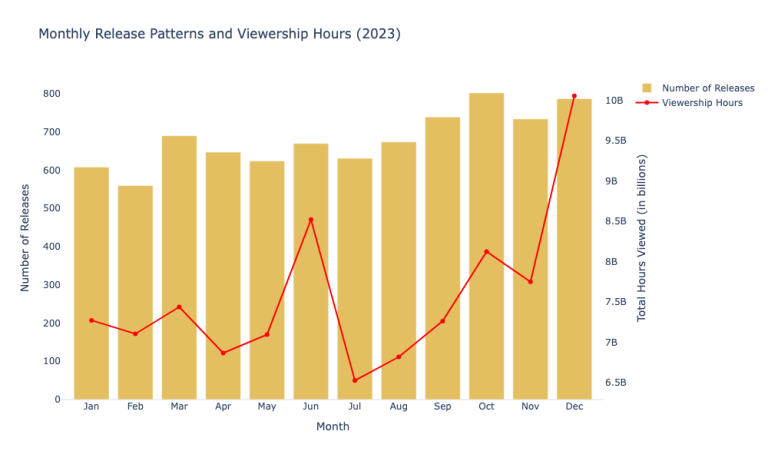 Monthly Release Patterns and Viewership Hours (2023)
Number of Releases
Viewership Hours
800
700
600
500
400
300
200
100
0
Number of Releases
10B
9.5B
9B
8.5B
8B
7.5B
7B
6.5B
Total Hours Viewed (in billions)
Jan Feb Mar Apr May Jun Jul Aug Sep Oct Nov Dec
Month